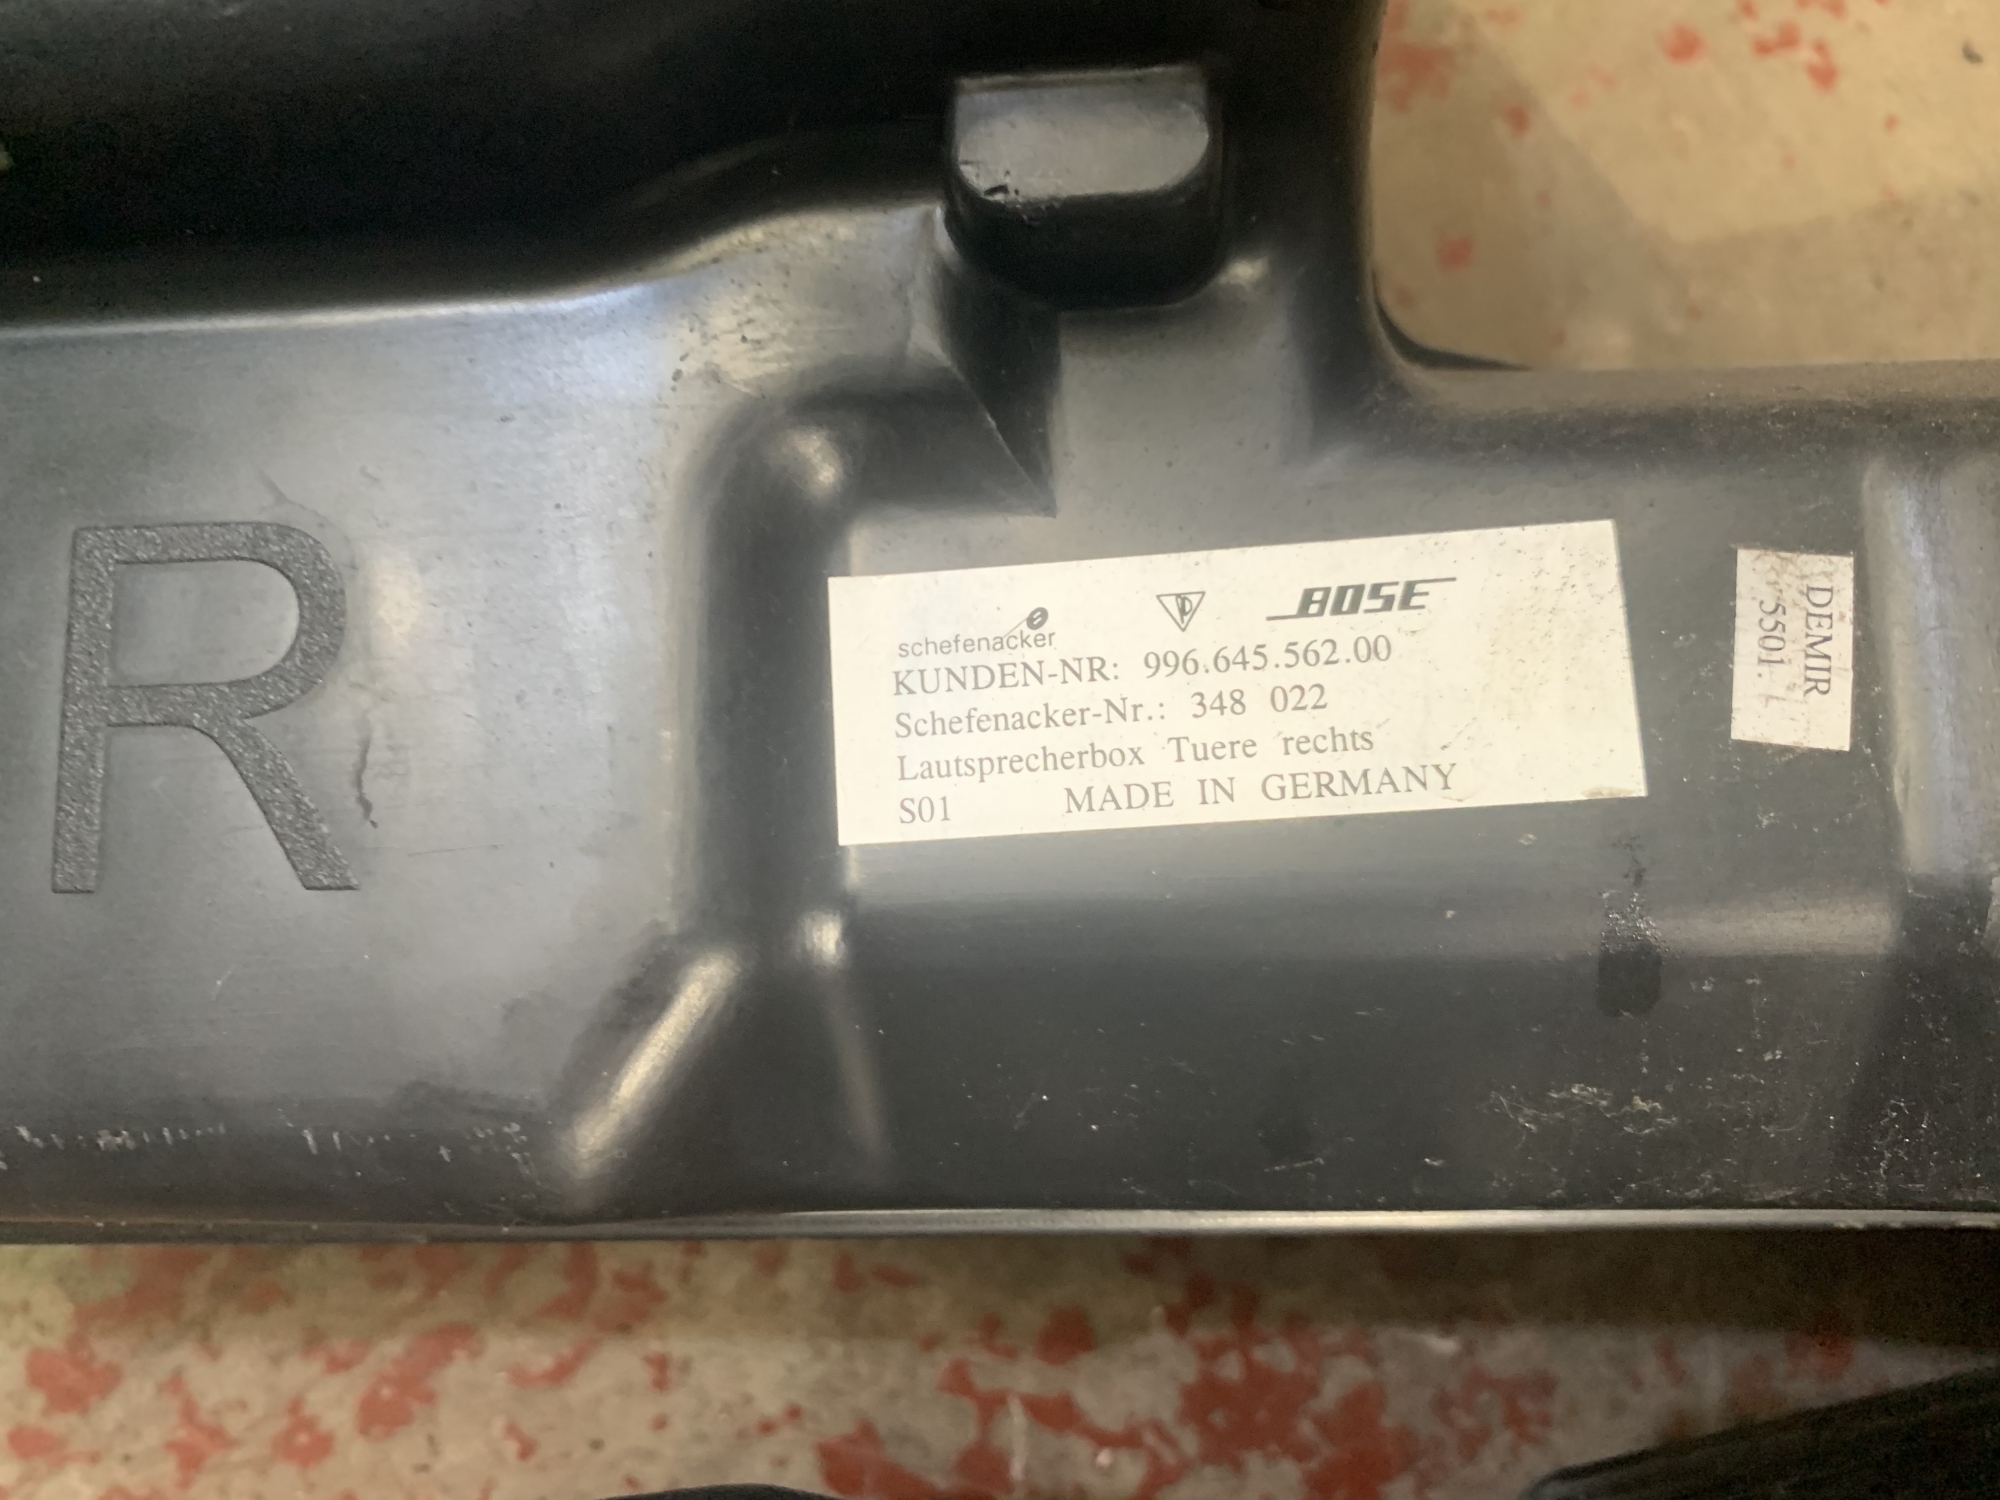 R
schefenacker
BOSE
KUNDEN-NR: 996.645.562.00
Schefenacker-Nr.: 348 022
Lautsprecherbox Tuere rechts
S01 MADE IN GERMANY
DEMIR
5501.